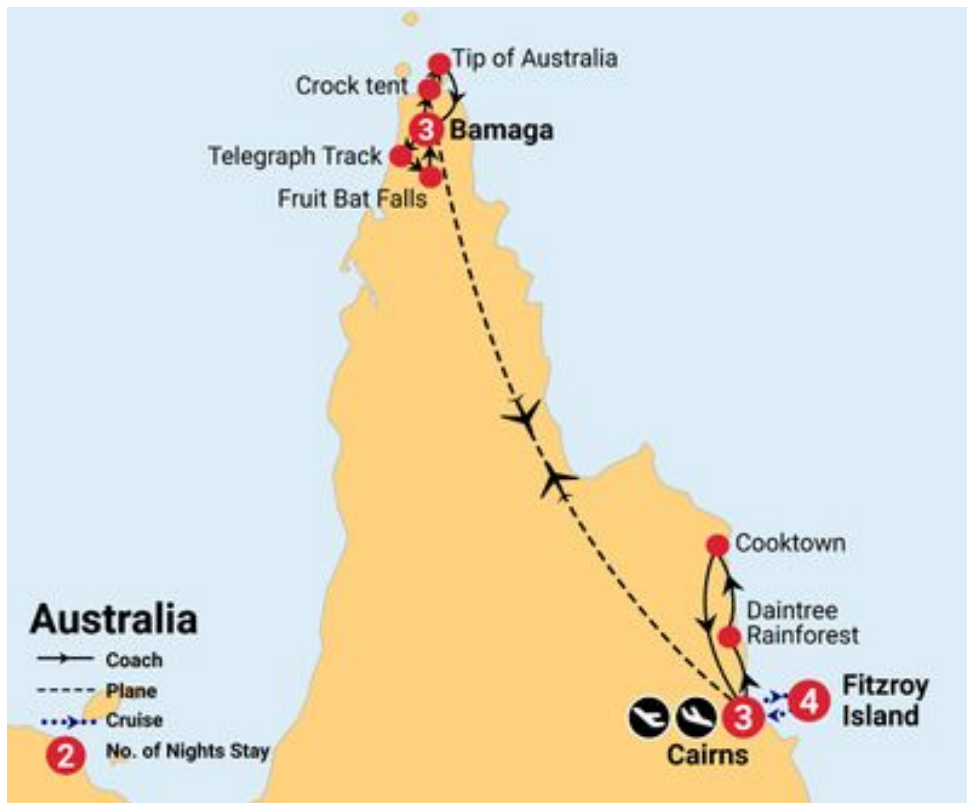 Tip of Australia
Crock tent
3 Bamaga
Telegraph Track
Fruit Bat Falls
Cooktown
Daintree
Rainforest
Australia
Coach
Plane
Cruise
2 No. of Nights Stay
4 Fitzroy
Island
3
Cairns